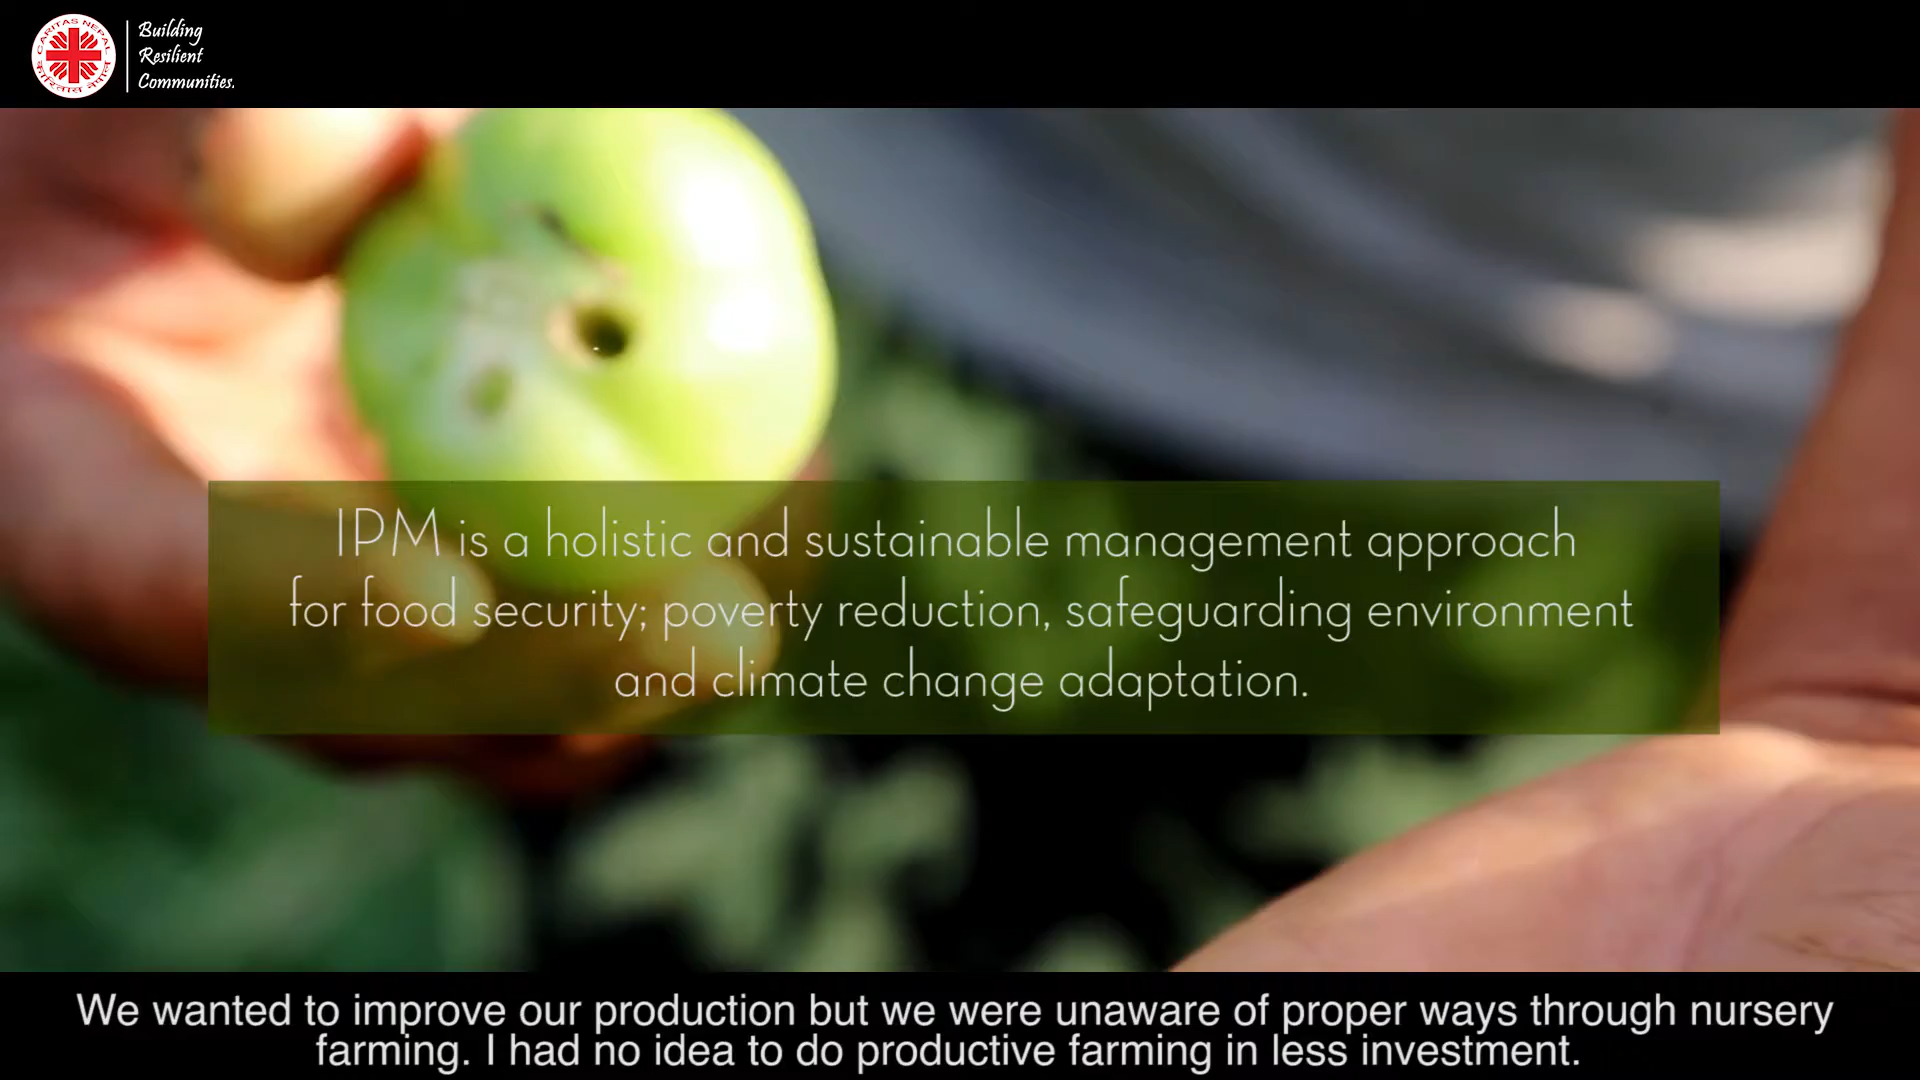 CARITAS NEPAL
कारितास नेपाल
Building
Resilient
Communities.
IPM is a holistic and sustainable management approach
for food security; poverty reduction, safeguarding environment
and climate change adaptation.
We wanted to improve our production but we were unaware of proper ways through nursery
farming. I had no idea to do productive farming in less investment.